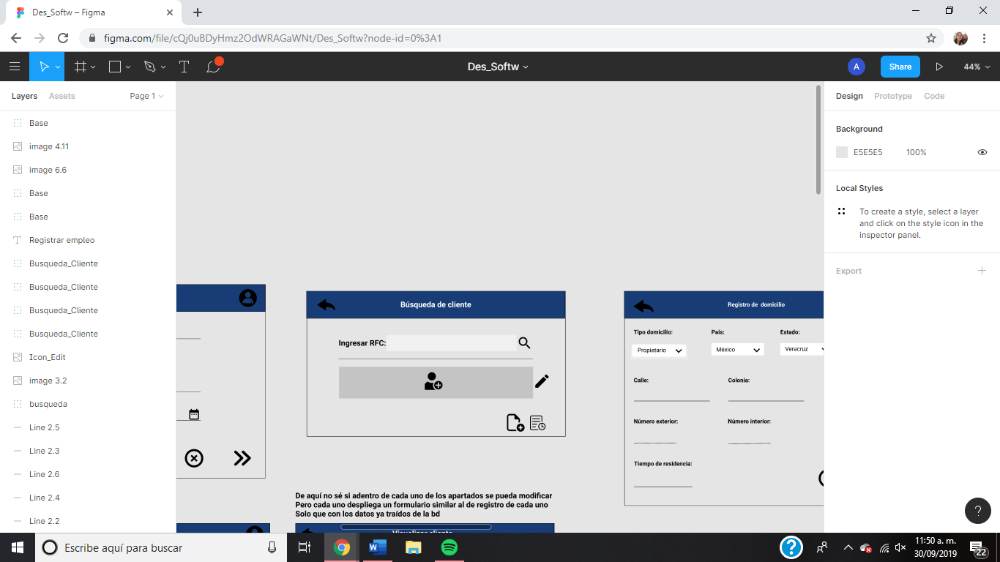 Des_Softw – Figma
figma.com/file/cQj0uBDyHmz2OdWRAGaWNt/Des_Softw?node-id=0%3A1
Des_Softw
A
Share
44%
Layers
Assets
Page 1
Base
image 4.11
image 6.6
Base
Base
Registrar empleo
Busqueda_Cliente
Busqueda_Cliente
Busqueda_Cliente
Busqueda_Cliente
Icon_Edit
image 3.2
busqueda
Line 2.5
Line 2.3
Line 2.6
Line 2.4
Line 2.2
Búsqueda de cliente
Ingresar RFC:
De aquí no sé si adentro de cada uno de los apartados se pueda modificar
Pero cada uno despliega un formulario similar al de registro de cada uno
Solo que con los datos ya traídos de la bd
Visualizar cliente
Registro de domicilio
Tipo domicilio:
País:
Estado:
Propietario
México
Veracruz
Calle:
Colonia:
Número exterior:
Número interior:
Tiempo de residencia:
Design
Prototype
Code
Background
E5E5E5
100%
Local Styles
To create a style, select a layer
and click on the style icon in the
inspector panel.
Export
?
Escribe aquí para buscar
11:50 a. m.
30/09/2019
22